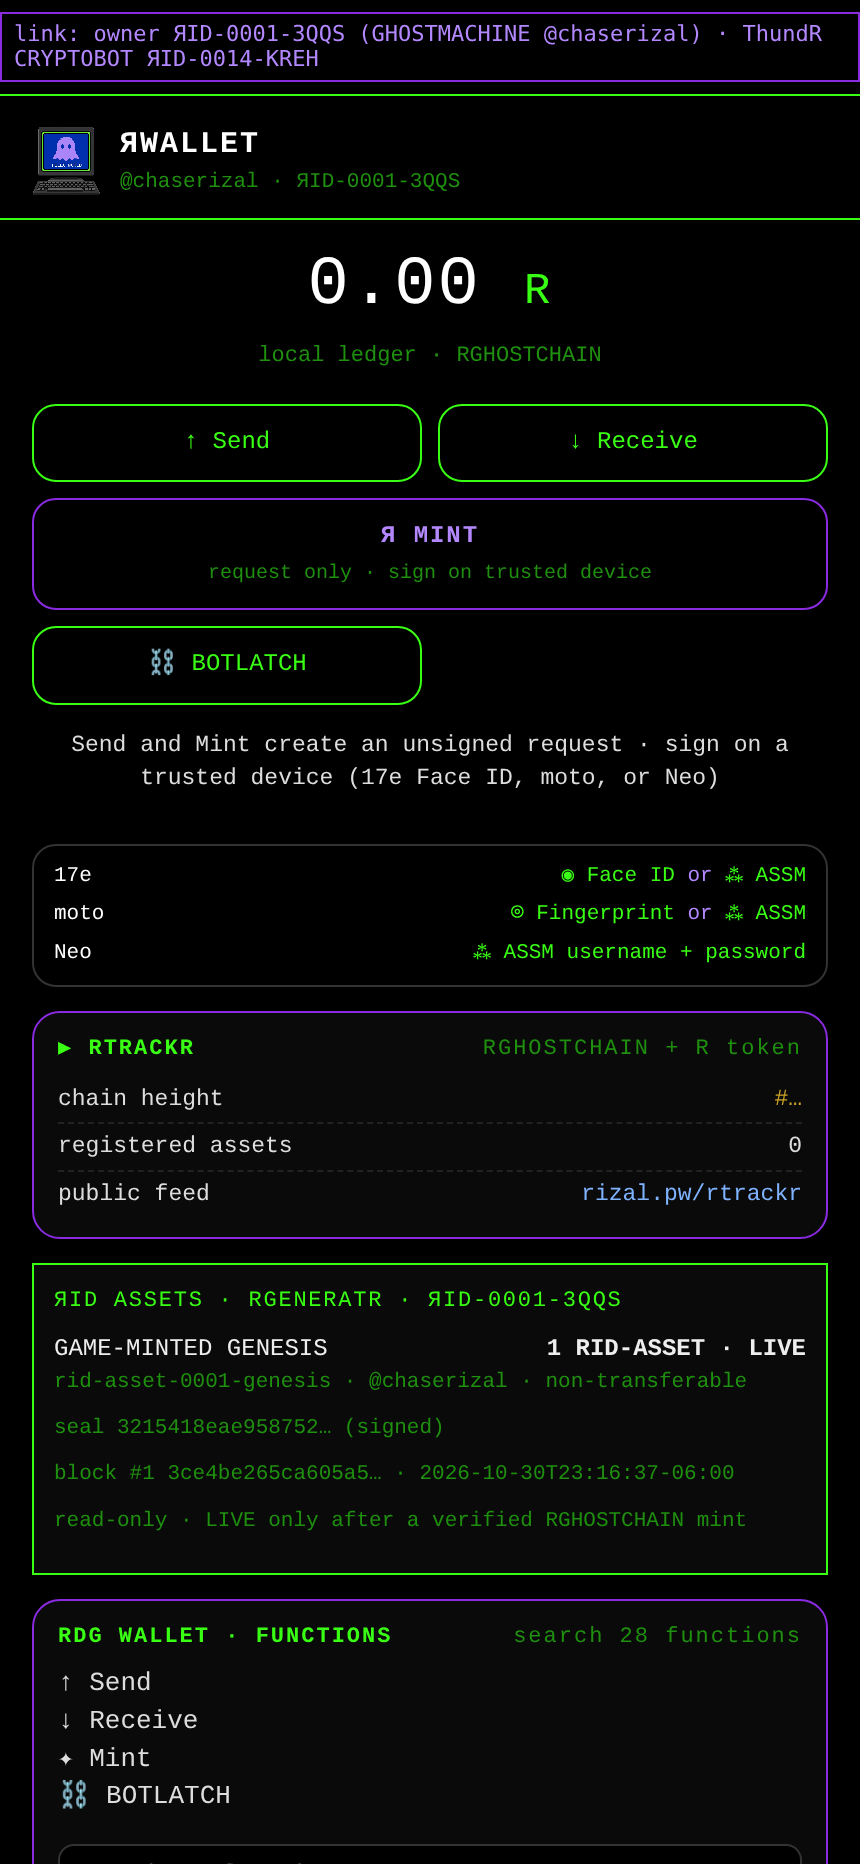 link: owner ЯID-0001-3QQS (GHOSTMACHINE @chaserizal) · ThundR
CRYPTOBOT ЯID-0014-KREH
ЯWALLET
@chaserizal · ЯID-0001-3QQS
0.00 R
local ledger · RGHOSTCHAIN
↑ Send
↓ Receive
Я MINT
request only · sign on trusted device
⛓️ BOTLATCH
Send and Mint create an unsigned request · sign on a
trusted device (17e Face ID, moto, or Neo)
17e ◉ Face ID or ⁂ ASSM
moto ⌾ Fingerprint or ⁂ ASSM
Neo ⁂ ASSM username + password
▶ RTRACKR RGHOSTCHAIN + R token
chain height #…
registered assets 0
public feed rizal.pw/rtrackr
ЯID ASSETS · RGENERATR · ЯID-0001-3QQS
GAME-MINTED GENESIS 1 RID-ASSET · LIVE
rid-asset-0001-genesis · @chaserizal · non-transferable
seal 3215418eae958752… (signed)
block #1 3ce4be265ca605a5… · 2026-10-30T23:16:37-06:00
read-only · LIVE only after a verified RGHOSTCHAIN mint
RDG WALLET · FUNCTIONS search 28 functions
↑ Send
↓ Receive
✦ Mint
⛓️ BOTLATCH